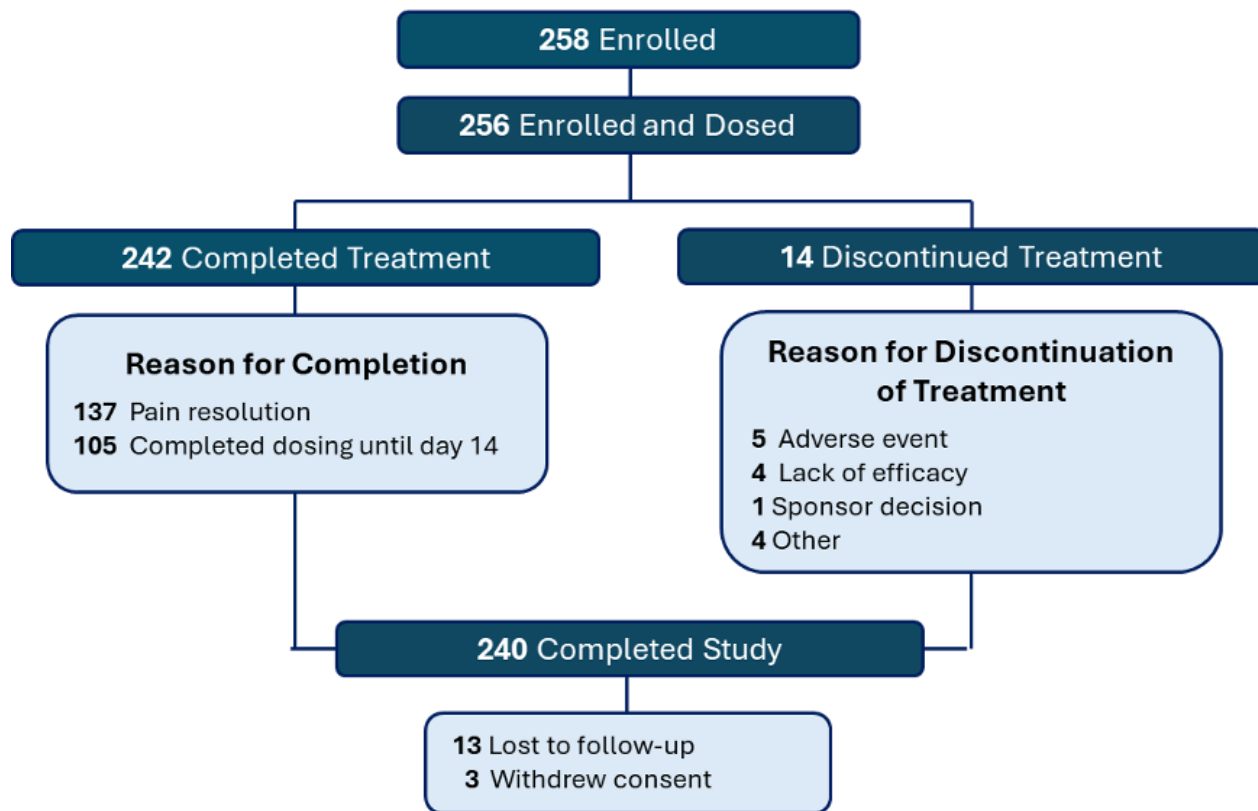 258 Enrolled
256 Enrolled and Dosed
242 Completed Treatment
14 Discontinued Treatment
Reason for Completion
137 Pain resolution
105 Completed dosing until day 14
Reason for Discontinuation
of Treatment
5 Adverse event
4 Lack of efficacy
1 Sponsor decision
4 Other
240 Completed Study
13 Lost to follow-up
3 Withdrew consent